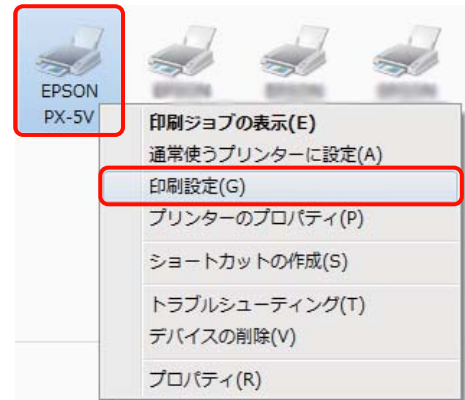 EPSON
PX-5V
印刷ジョブの表示(E)
通常使うプリンターに設定(A)
印刷設定(G)
プリンターのプロパティ(P)
ショートカットの作成(S)
トラブルシューティング(T)
デバイスの削除(V)
プロパティ(R)